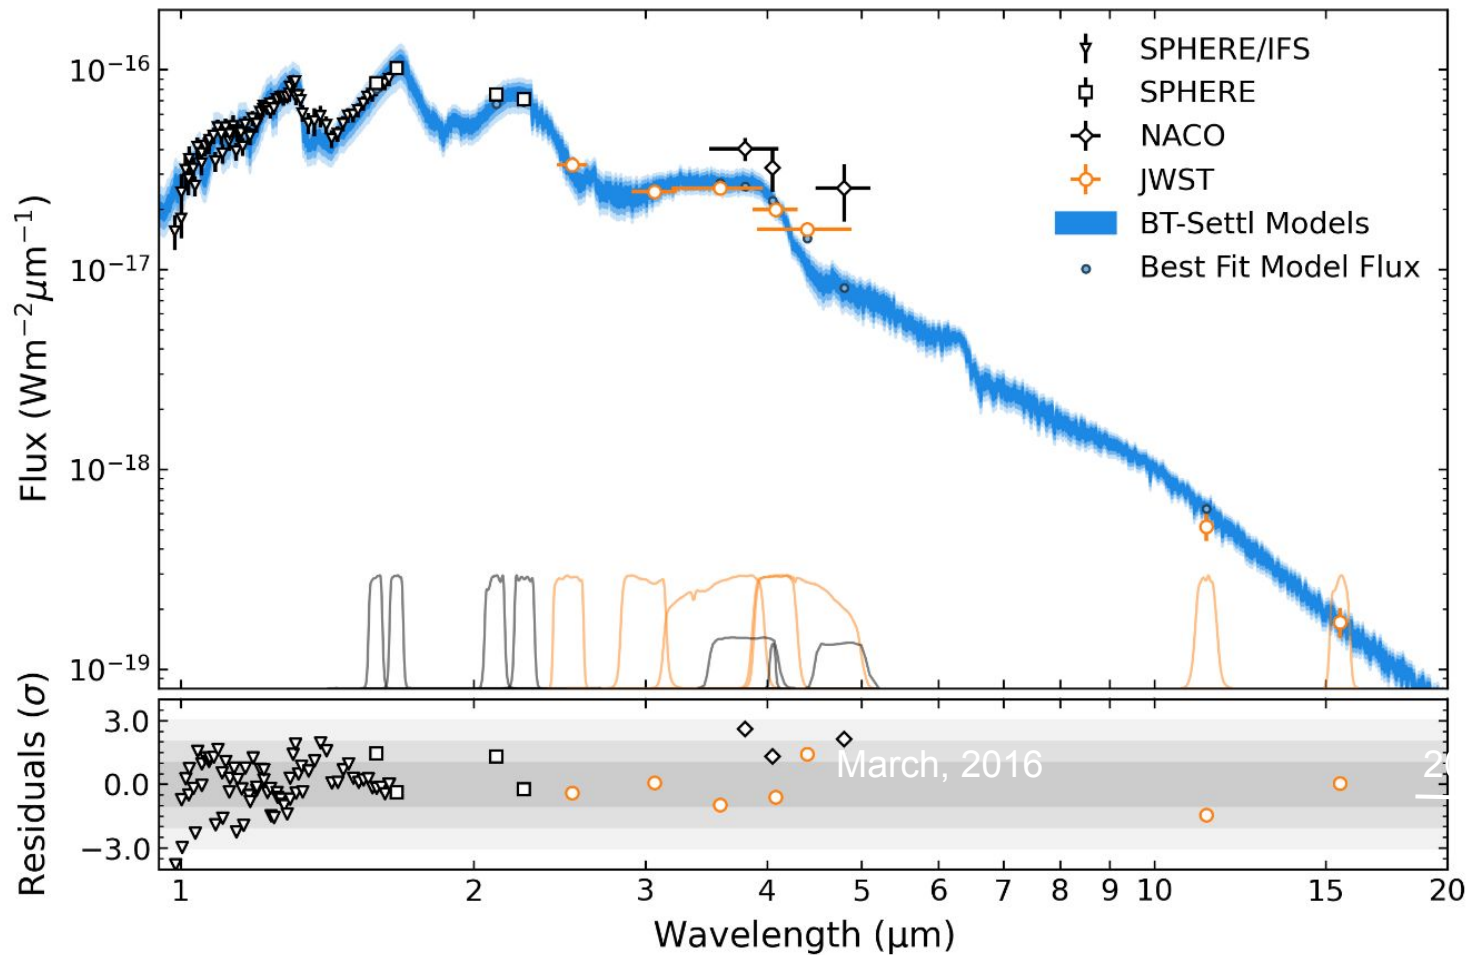 SPHERE/IFS
SPHERE
NACO
JWST
BT-Settl Models
Best Fit Model Flux
Flux (Wm⁻²μm⁻¹)
10⁻¹⁶
10⁻¹⁷
10⁻¹⁸
10⁻¹⁹
Residuals (σ)
3.0
0.0
−3.0
March, 2016
1 2 3 4 5 6 7 8 9 10 15 20
Wavelength (μm)